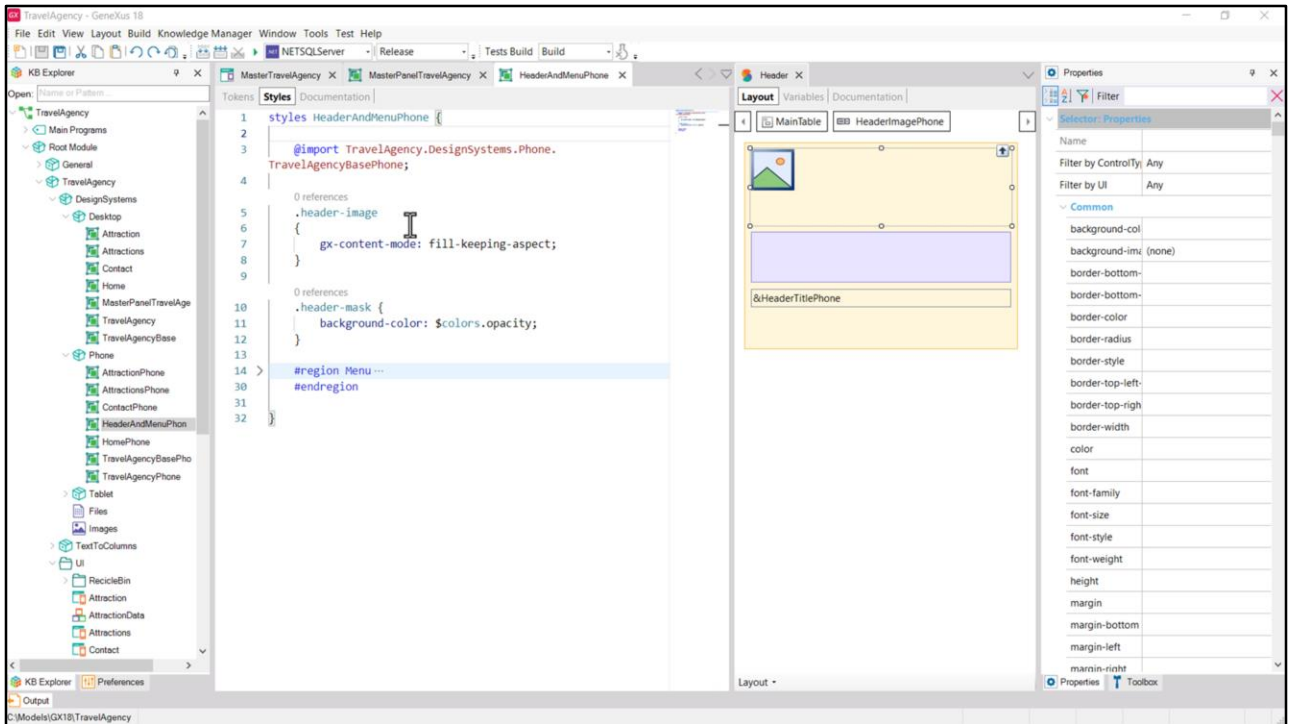 TravelAgency - GeneXus 18
File Edit View Layout Build Knowledge Manager Window Tools Test Help
NETSQLServer Release Tests Build Build
KB Explorer
Open: Name or Pattern...
TravelAgency
Main Programs
Root Module
General
TravelAgency
DesignSystems
Desktop
Attraction
Attractions
Contact
Home
MasterPanelTravelAge
TravelAgency
TravelAgencyBase
Phone
AttractionPhone
AttractionsPhone
ContactPhone
HeaderAndMenuPhon
HomePhone
TravelAgencyBasePho
TravelAgencyPhone
Tablet
Files
Images
TextToColumns
UI
RecicleBin
Attraction
AttractionData
Attractions
Contact
KB Explorer Preferences
Output
C:\Models\GX18\TravelAgency
MasterTravelAgency MasterPanelTravelAgency HeaderAndMenuPhone
Tokens Styles Documentation
1 styles HeaderAndMenuPhone {
2
3 @import TravelAgency.DesignSystems.Phone.
TravelAgencyBasePhone;
4
0 references
5 .header-image
6 {
7 gx-content-mode: fill-keeping-aspect;
8 }
9
0 references
10 .header-mask {
11 background-color: $colors.opacity;
12 }
13
14 #region Menu ...
30 #endregion
31
32 }
Header
Layout Variables Documentation
MainTable HeaderImagePhone
&HeaderTitlePhone
Layout
Properties
Filter
Selector: Properties
Name
Filter by ControlTy Any
Filter by UI Any
Common
background-col
background-ima (none)
border-bottom-
border-bottom-
border-color
border-radius
border-style
border-top-left-
border-top-righ
border-width
color
font
font-family
font-size
font-style
font-weight
height
margin
margin-bottom
margin-left
margin-right
Properties Toolbox